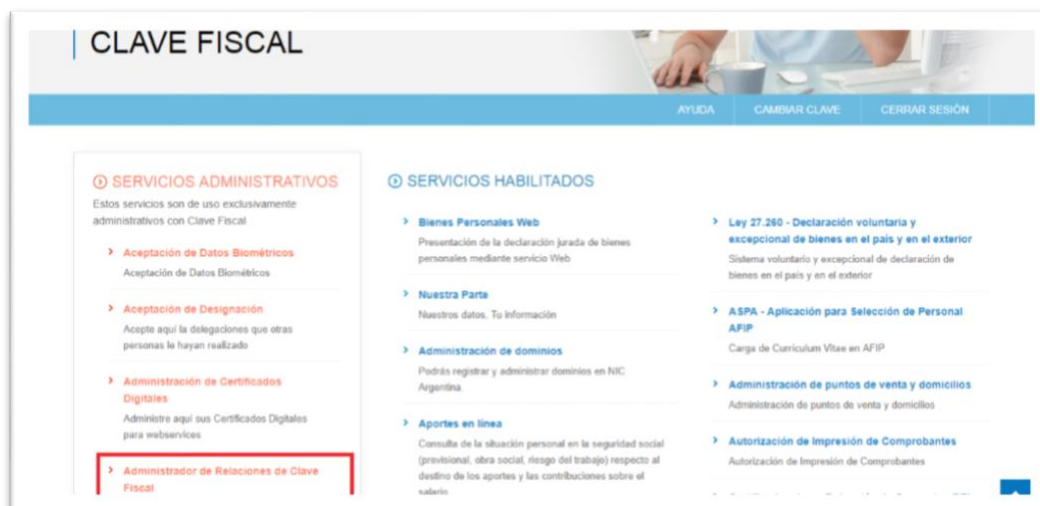 CLAVE FISCAL
AYUDA
CAMBIAR CLAVE
CERRAR SESIÓN
SERVICIOS ADMINISTRATIVOS
Estos servicios son de uso exclusivamente
administrativos con Clave Fiscal
Aceptación de Datos Biométricos
Aceptación de Datos Biométricos
Aceptación de Designación
Acepte aquí la delegaciones que otras
personas le hayan realizado
Administración de Certificados
Digitales
Administre aquí sus Certificados Digitales
para webservices
Administrador de Relaciones de Clave
Fiscal
SERVICIOS HABILITADOS
Bienes Personales Web
Presentación de la declaración jurada de bienes
personales mediante servicio Web
Nuestra Parte
Nuestros datos, Tu información
Administración de dominios
Podrás registrar y administrar dominios en NIC
Argentina
Aportes en línea
Consulta de la situación personal en la seguridad social
(previsional, obra social, riesgo del trabajo) respecto al
destino de los aportes y las contribuciones sobre el
salario
Ley 27.260 - Declaración voluntaria y
excepcional de bienes en el país y en el exterior
Sistema voluntario y excepcional de declaración de
bienes en el país y en el exterior
ASPA - Aplicación para Selección de Personal
AFIP
Carga de Curriculum Vitae en AFIP
Administración de puntos de venta y domicilios
Administración de puntos de venta y domicilios
Autorización de Impresión de Comprobantes
Autorización de Impresión de Comprobantes